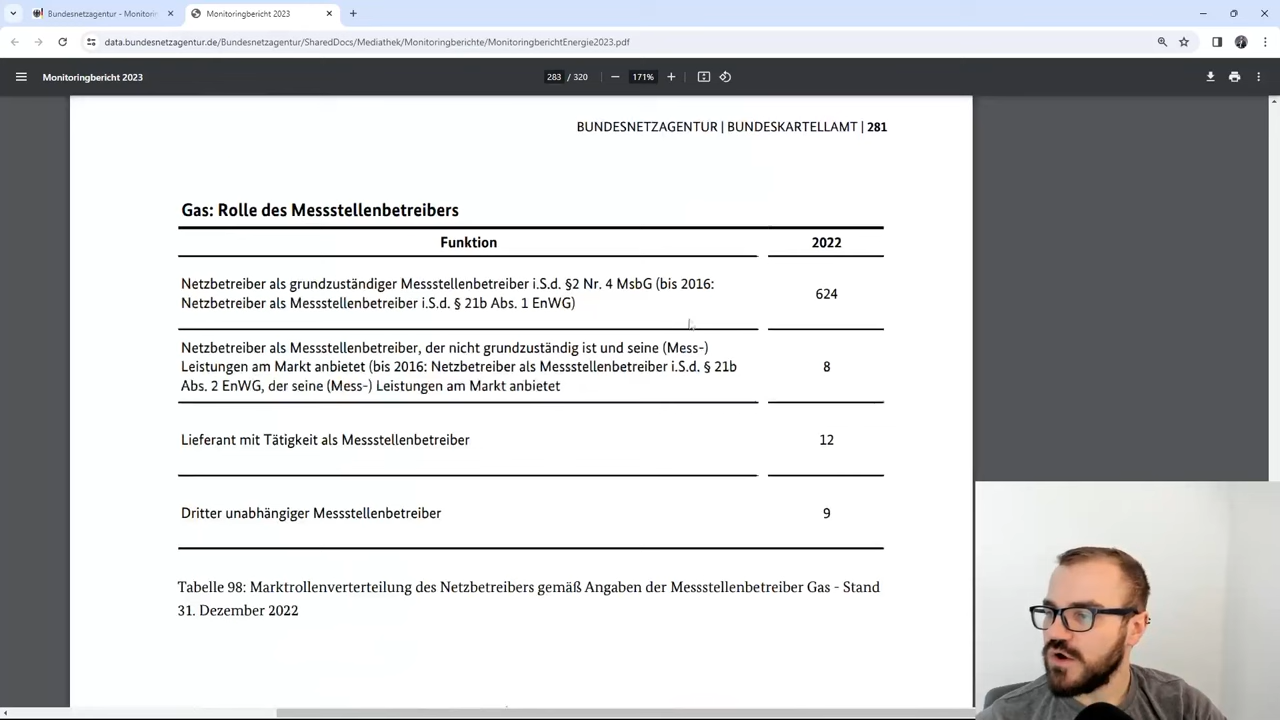 Bundesnetzagentur - Monitorin
Monitoringbericht 2023
data.bundesnetzagentur.de/Bundesnetzagentur/SharedDocs/Mediathek/Monitoringberichte/MonitoringberichtEnergie2023.pdf
Monitoringbericht 2023
283 / 320
171%
BUNDESNETZAGENTUR | BUNDESKARTELLAMT | 281
Gas: Rolle des Messstellenbetreibers
Funktion 2022
Netzbetreiber als grundzuständiger Messstellenbetreiber i.S.d. §2 Nr. 4 MsbG (bis 2016:
Netzbetreiber als Messstellenbetreiber i.S.d. § 21b Abs. 1 EnWG)
624
Netzbetreiber als Messstellenbetreiber, der nicht grundzuständig ist und seine (Mess-)
Leistungen am Markt anbietet (bis 2016: Netzbetreiber als Messstellenbetreiber i.S.d. § 21b
Abs. 2 EnWG, der seine (Mess-) Leistungen am Markt anbietet
8
Lieferant mit Tätigkeit als Messstellenbetreiber 12
Dritter unabhängiger Messstellenbetreiber 9
Tabelle 98: Marktrollenverterteilung des Netzbetreibers gemäß Angaben der Messstellenbetreiber Gas - Stand
31. Dezember 2022